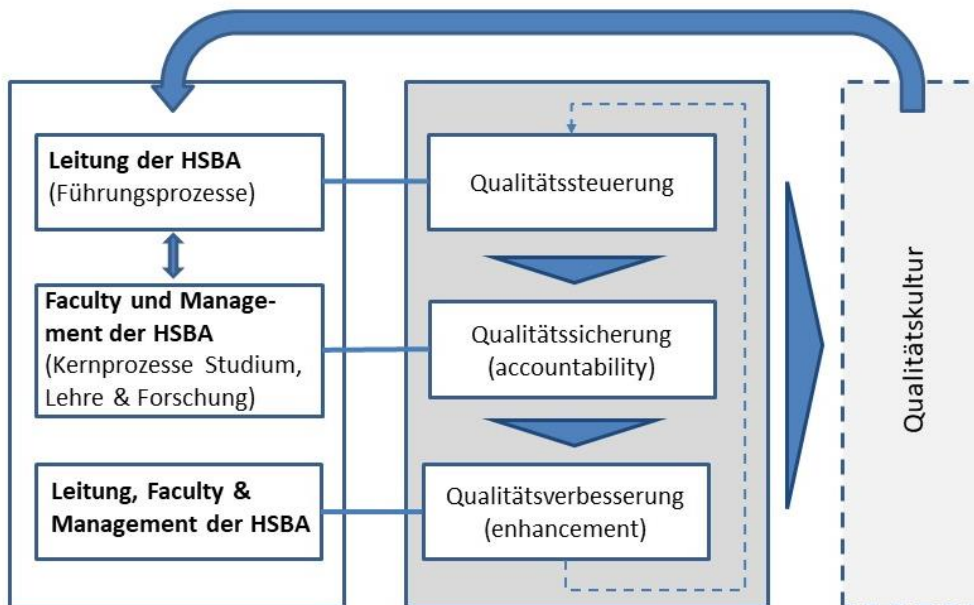 Leitung der HSBA
(Führungsprozesse)
Qualitätssteuerung
Faculty und Manage-
ment der HSBA
(Kernprozesse Studium,
Lehre & Forschung)
Qualitätssicherung
(accountability)
Leitung, Faculty &
Management der HSBA
Qualitätsverbesserung
(enhancement)
Qualitätskultur